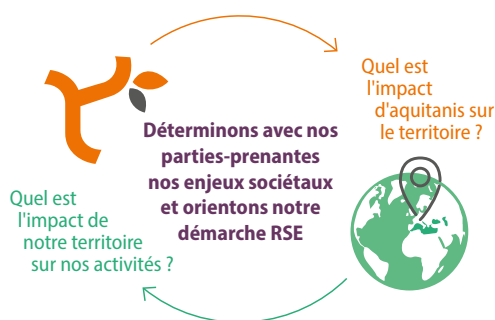 Quel est
l'impact
d'aquitanis sur
le territoire ?
Déterminons avec nos
parties-prenantes
nos enjeux sociétaux
et orientons notre
démarche RSE
Quel est
l'impact de
notre territoire
sur nos activités ?